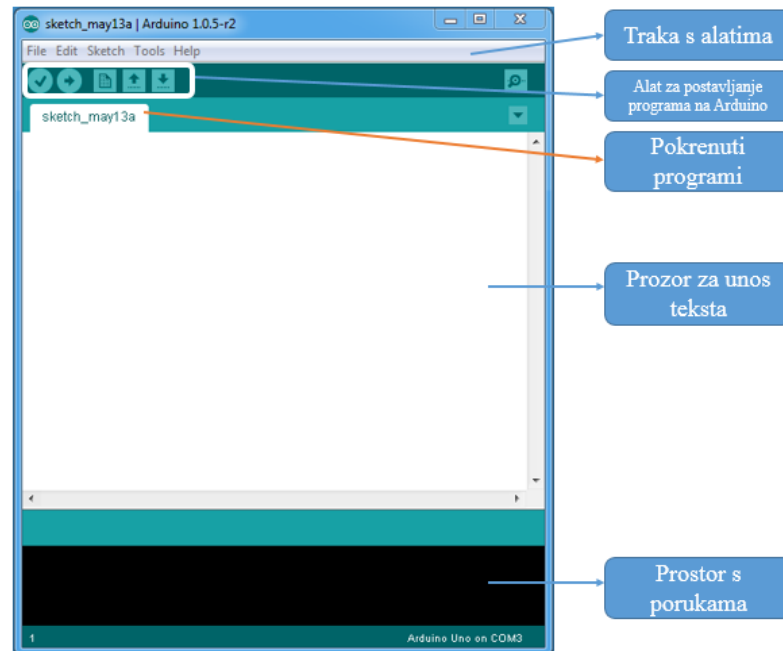 sketch_may13a | Arduino 1.0.5-r2
File Edit Sketch Tools Help
sketch_may13a
1
Arduino Uno on COM3
Traka s alatima
Alat za postavljanje
programa na Arduino
Pokrenuti
programi
Prozor za unos
teksta
Prostor s
porukama